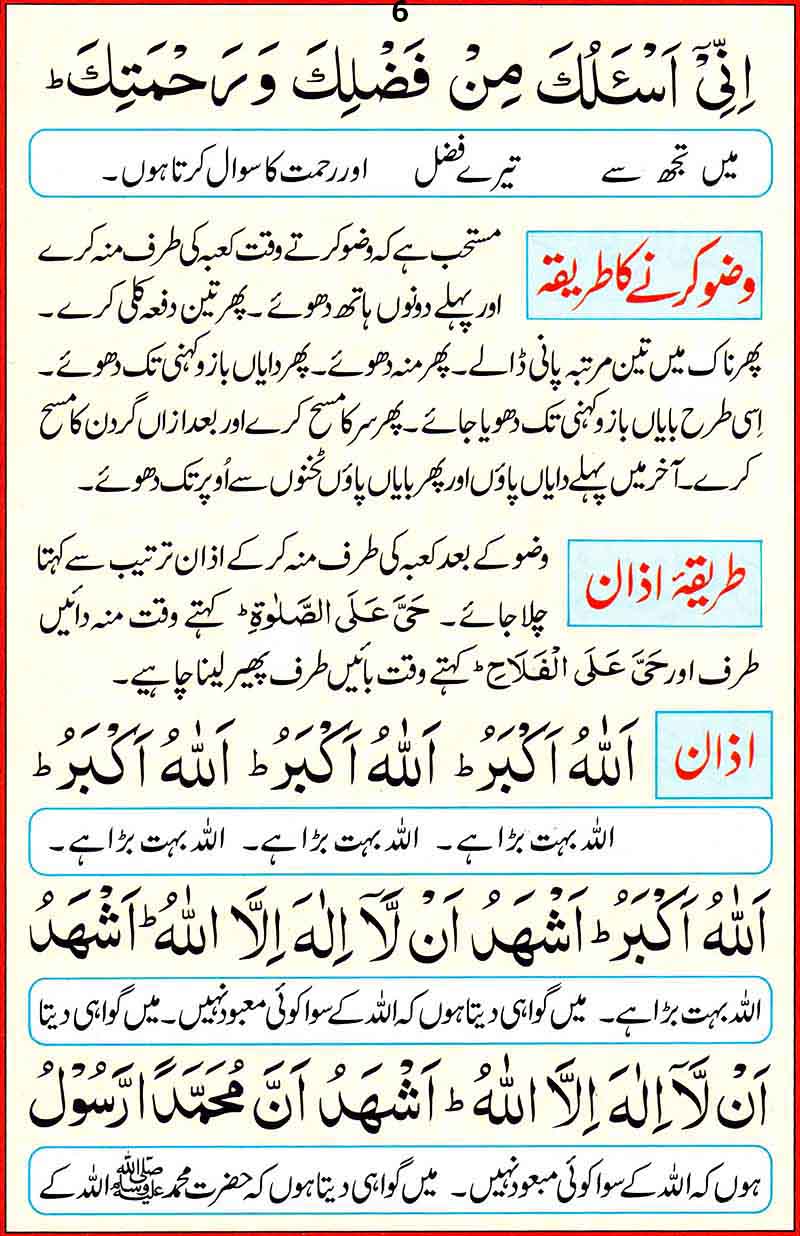 6
اِنِّیْۤ اَسْـَٔلُكَ مِنْ فَضْلِكَ وَ رَحْمَتِكَ ؕ
میں تجھ سے تیرے فضل اور رحمت کا سوال کرتا ہوں۔
وضو کرنے کا طریقہ
مستحب ہے کہ وضو کرتے وقت کعبہ کی طرف منہ کرے
اور پہلے دونوں ہاتھ دھوئے۔ پھر تین دفعہ کلی کرے۔
پھر ناک میں تین مرتبہ پانی ڈالے۔ پھر منہ دھوئے۔ پھر دایاں بازو کہنی تک دھوئے۔
اِسی طرح بایاں بازو کہنی تک دھویا جائے۔ پھر سر کا مسح کرے اور بعد ازاں گردن کا مسح
کرے۔ آخر میں پہلے دایاں پاؤں اور پھر بایاں پاؤں ٹخنوں سے اُوپر تک دھوئے۔
طریقۂ اذان
وضو کے بعد کعبہ کی طرف منہ کر کے اذان ترتیب سے کہتا
چلا جائے۔ حَیَّ عَلَی الصَّلٰوةِ ؕ کہتے وقت منہ دائیں
طرف اور حَیَّ عَلَی الْفَلَاحِ ؕ کہتے وقت بائیں طرف پھیر لینا چاہیے۔
اذان
اَللّٰهُ اَكْبَرُ ؕ اَللّٰهُ اَكْبَرُ ؕ اَللّٰهُ اَكْبَرُ ؕ
اللہ بہت بڑا ہے۔ اللہ بہت بڑا ہے۔ اللہ بہت بڑا ہے۔
اَللّٰهُ اَكْبَرُ ؕ اَشْهَدُ اَنْ لَّاۤ اِلٰهَ اِلَّا اللّٰهُ ؕ اَشْهَدُ
اللہ بہت بڑا ہے۔ میں گواہی دیتا ہوں کہ اللہ کے سوا کوئی معبود نہیں۔ میں گواہی دیتا
اَنْ لَّاۤ اِلٰهَ اِلَّا اللّٰهُ ؕ اَشْهَدُ اَنَّ مُحَمَّدًا رَّسُوْلُ
ہوں کہ اللہ کے سوا کوئی مبعود نہیں۔ میں گواہی دیتا ہوں کہ حضرت محمد ﷺ اللہ کے